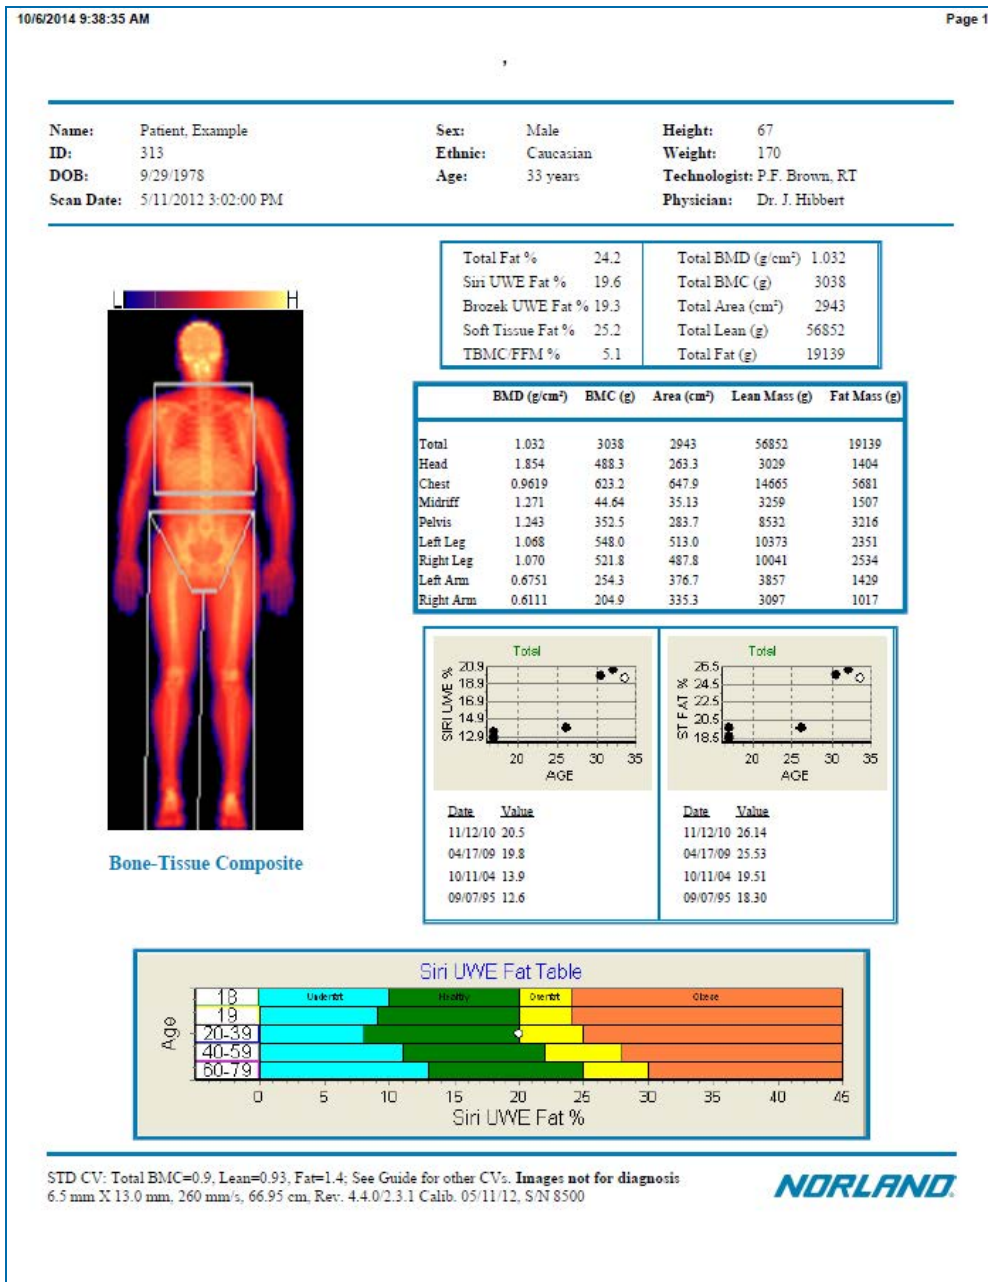 10/6/2014 9:38:35 AM Page 1
,
Name: Patient, Example Sex: Male Height: 67
ID: 313 Ethnic: Caucasian Weight: 170
DOB: 9/29/1978 Age: 33 years Technologist: P.F. Brown, RT
Scan Date: 5/11/2012 3:02:00 PM Physician: Dr. J. Hibbert
L H
Bone-Tissue Composite
Total Fat % 24.2 Total BMD (g/cm²) 1.032
Siri UWE Fat % 19.6 Total BMC (g) 3038
Brozek UWE Fat % 19.3 Total Area (cm²) 2943
Soft Tissue Fat % 25.2 Total Lean (g) 56852
TBMC/FFM % 5.1 Total Fat (g) 19139
BMD (g/cm²) BMC (g) Area (cm²) Lean Mass (g) Fat Mass (g)
Total 1.032 3038 2943 56852 19139
Head 1.854 488.3 263.3 3029 1404
Chest 0.9619 623.2 647.9 14665 5681
Midriff 1.271 44.64 35.13 3259 1507
Pelvis 1.243 352.5 283.7 8532 3216
Left Leg 1.068 548.0 513.0 10373 2351
Right Leg 1.070 521.8 487.8 10041 2534
Left Arm 0.6751 254.3 376.7 3857 1429
Right Arm 0.6111 204.9 335.3 3097 1017
Total
SIRI UWE %
20.9
18.9
16.9
14.9
12.9
20 25 30 35
AGE
Date Value
11/12/10 20.5
04/17/09 19.8
10/11/04 13.9
09/07/95 12.6
Total
ST FAT %
26.5
24.5
22.5
20.5
18.5
20 25 30 35
AGE
Date Value
11/12/10 26.14
04/17/09 25.53
10/11/04 19.51
09/07/95 18.30
Siri UWE Fat Table
Age
18 Healthy Obese
19
20-39
40-59
60-79
0 5 10 15 20 25 30 35 40 45
Siri UWE Fat %
STD CV: Total BMC=0.9, Lean=0.93, Fat=1.4; See Guide for other CVs. Images not for diagnosis
6.5 mm X 13.0 mm, 260 mm/s, 66.95 cm, Rev. 4.4.0/2.3.1 Calib. 05/11/12, S/N 8500
NORLAND